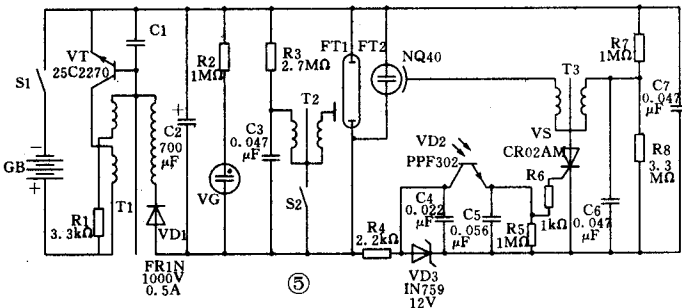 C1
VT
25C2270
S1
GB
R1
3.3kΩ
T1
VD1
FR1N
1000V
0.5A
C2
700
μF
R2
1MΩ
VG
R3
2.7MΩ
C3
0.047
μF
T2
S2
FT1
FT2
NQ40
R4
2.2kΩ
VD3
IN759
12V
VD2
PPF302
C4
0.022
μF
C5
0.056
μF
R5
1MΩ
R6
1kΩ
T3
VS
CR02AM
C6
0.047
μF
R7
1MΩ
R8
3.3
MΩ
C7
0.047
μF
⑤